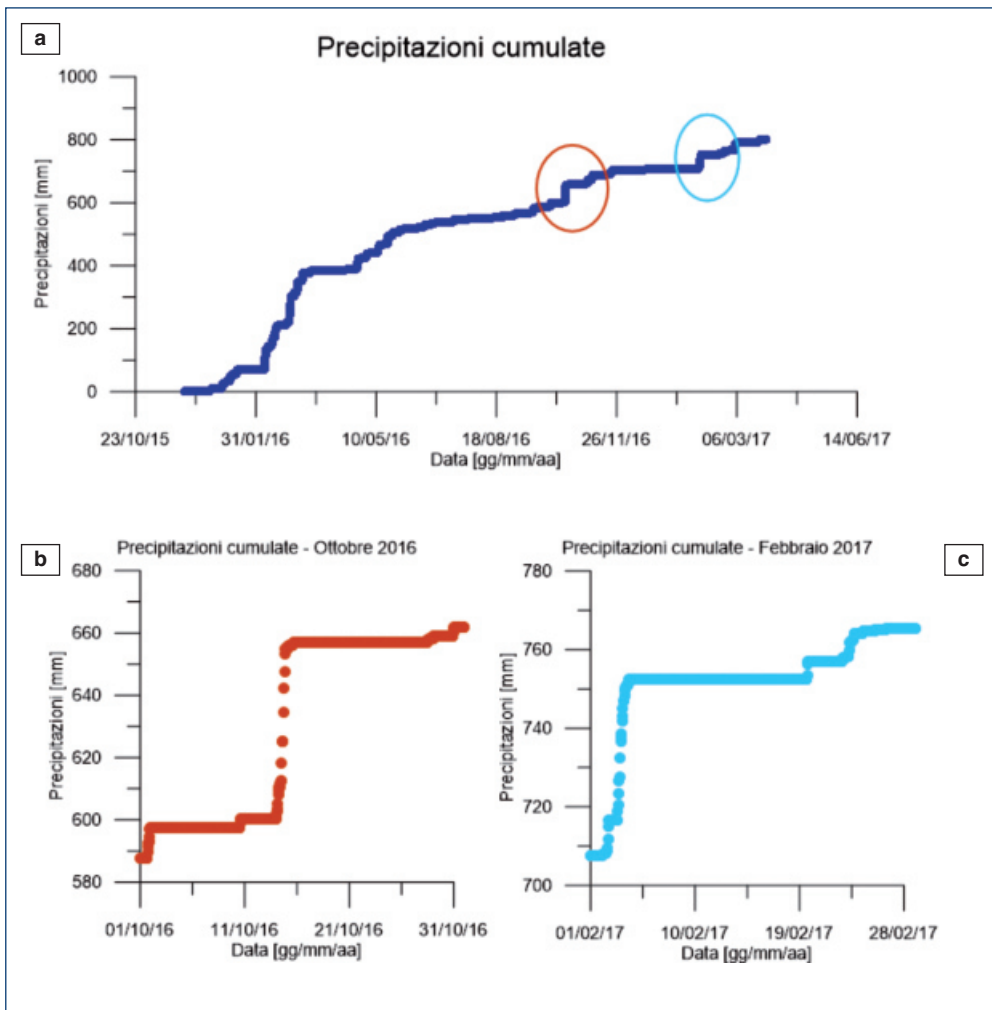 a
Precipitazioni cumulate
Precipitazioni [mm]
1000
800
600
400
200
0
23/10/15 31/01/16 10/05/16 18/08/16 26/11/16 06/03/17 14/06/17
Data [gg/mm/aa]
b
Precipitazioni cumulate - Ottobre 2016
Precipitazioni [mm]
680
660
640
620
600
580
01/10/16 11/10/16 21/10/16 31/10/16
Data [gg/mm/aa]
Precipitazioni cumulate - Febbraio 2017
c
Precipitazioni [mm]
780
760
740
720
700
01/02/17 10/02/17 19/02/17 28/02/17
Data [gg/mm/aa]